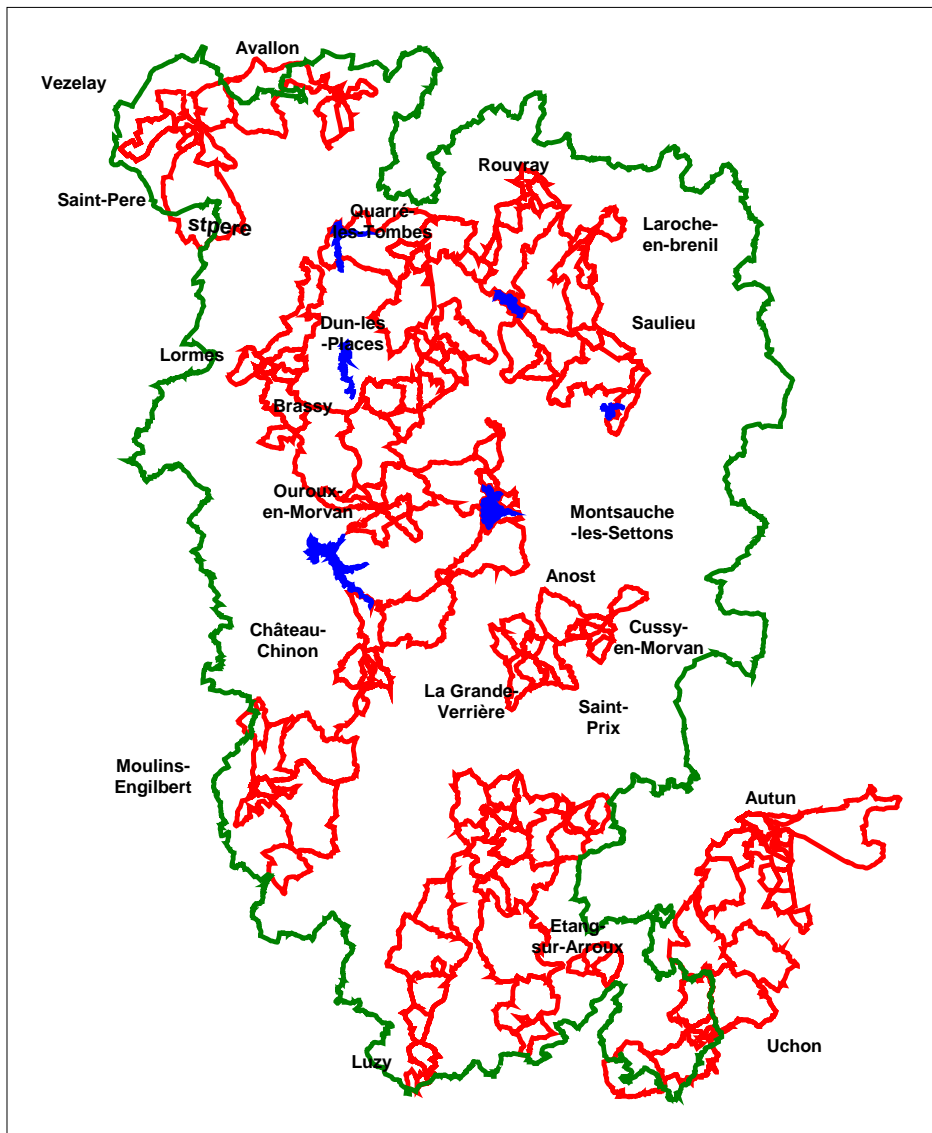 Avallon
Vezelay
Rouvray
Saint-Pere
stpere
Quarré-
les-Tombes
Laroche-
en-brenil
Dun-les
-Places
Saulieu
Lormes
Brassy
Ouroux-
en-Morvan
Montsauche
-les-Settons
Anost
Château-
Chinon
Cussy-
en-Morvan
La Grande-
Verrière
Saint-
Prix
Moulins-
Engilbert
Autun
Etang-
sur-Arroux
Uchon
Luzy